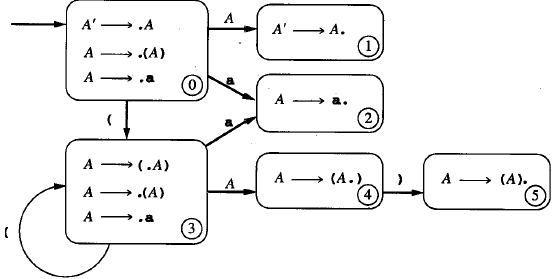 A' → .A
A → .(A)
A → .a
0
A
A' → A.
1
a
A → a.
2
(
a
A → (.A)
A → .(A)
A → .a
3
(
A
A → (A.)
4
)
A → (A).
5